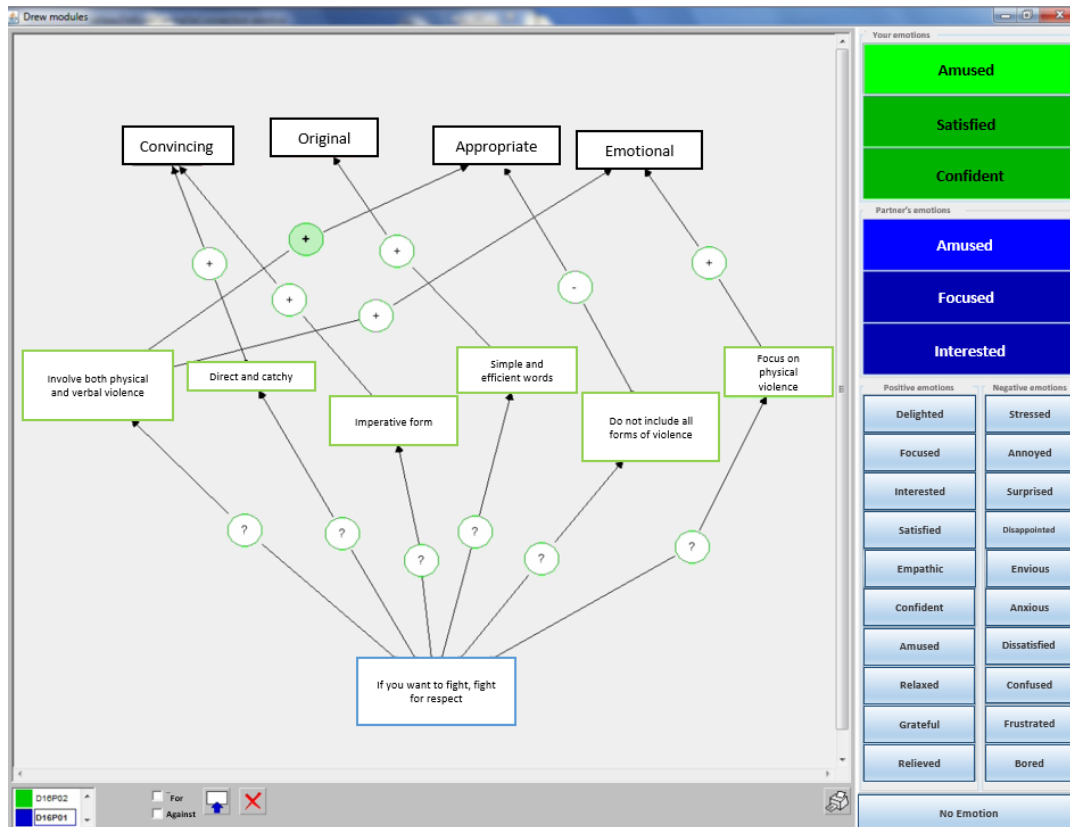 Drew modules
Your emotions
Amused
Satisfied
Confident
Partner's emotions
Amused
Focused
Interested
Positive emotions
Negative emotions
Delighted
Stressed
Focused
Annoyed
Interested
Surprised
Satisfied
Disappointed
Empathic
Envious
Confident
Anxious
Amused
Dissatisfied
Relaxed
Confused
Grateful
Frustrated
Relieved
Bored
No Emotion
Convincing
Original
Appropriate
Emotional
+
+
+
+
+
-
+
Involve both physical
and verbal violence
Direct and catchy
Imperative form
Simple and
efficient words
Do not include all
forms of violence
Focus on
physical
violence
?
?
?
?
?
?
If you want to fight, fight
for respect
D16P02
D16P01
For
Against